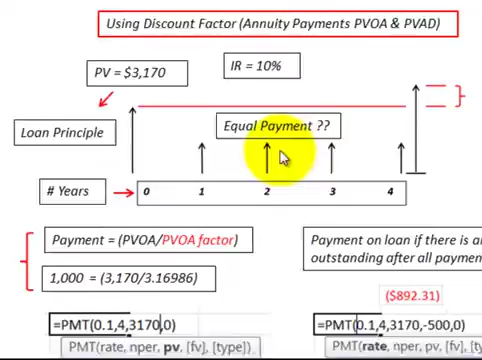 Using Discount Factor (Annuity Payments PVOA & PVAD)
PV = $3,170
IR = 10%
Loan Principle
Equal Payment ??
# Years
0 1 2 3 4
Payment = (PVOA/PVOA factor)
1,000 = (3,170/3.16986)
=PMT(0.1,4,3170,0)
PMT(rate, nper, pv, [fv], [type])
Payment on loan if there is
outstanding after all
($892.31)
=PMT(0.1,4,3170,-500,0)
PMT(rate, nper, pv, [fv],